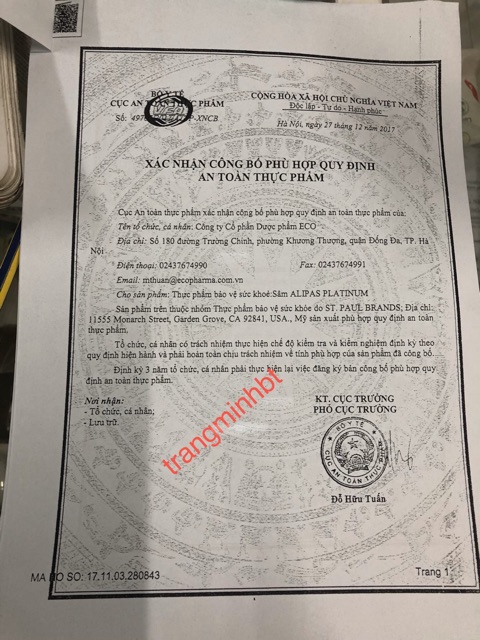 BỘ Y TẾ
CỤC AN TOÀN THỰC PHẨM
CỘNG HÒA XÃ HỘI CHỦ NGHĨA VIỆT NAM
Độc lập - Tự do - Hạnh phúc
Số: P-XNCB
Hà Nội, ngày 27 tháng 12 năm 2017
XÁC NHẬN CÔNG BỐ PHÙ HỢP QUY ĐỊNH
AN TOÀN THỰC PHẨM
Cục An toàn thực phẩm xác nhận công bố phù hợp quy định an toàn thực phẩm của:
Tên tổ chức, cá nhân: Công ty Cổ phần Dược phẩm ECO
Địa chỉ: Số 180 đường Trường Chinh, phường Khương Thượng, quận Đống Đa, TP. Hà
Nội
Điện thoại: 02437674990 Fax: 02437674991
Email: mthuan@ecopharma.com.vn
Cho sản phẩm: Thực phẩm bảo vệ sức khoẻ:Sâm ALIPAS PLATINUM
Sản phẩm trên thuộc nhóm Thực phẩm bảo vệ sức khoẻ do ST. PAUL BRANDS; Địa chỉ:
11555 Monarch Street, Garden Grove, CA 92841, USA., Mỹ sản xuất phù hợp quy định an toàn
thực phẩm.
Tổ chức, cá nhân có trách nhiệm thực hiện chế độ kiểm tra và kiểm nghiệm định kỳ theo
quy định hiện hành và phải hoàn toàn chịu trách nhiệm về tính phù hợp của sản phẩm đã công bố.
Định kỳ 3 năm tổ chức, cá nhân phải thực hiện lại việc đăng ký bản công bố phù hợp quy
định an toàn thực phẩm.
Nơi nhận:
- Tổ chức, cá nhân;
- Lưu trữ.
KT. CỤC TRƯỞNG
PHÓ CỤC TRƯỞNG
BỘ Y TẾ
CỤC AN TOÀN THỰC PHẨM
Đỗ Hữu Tuấn
trangminhbt
MA HO SO: 17.11.03.280843
Trang 1